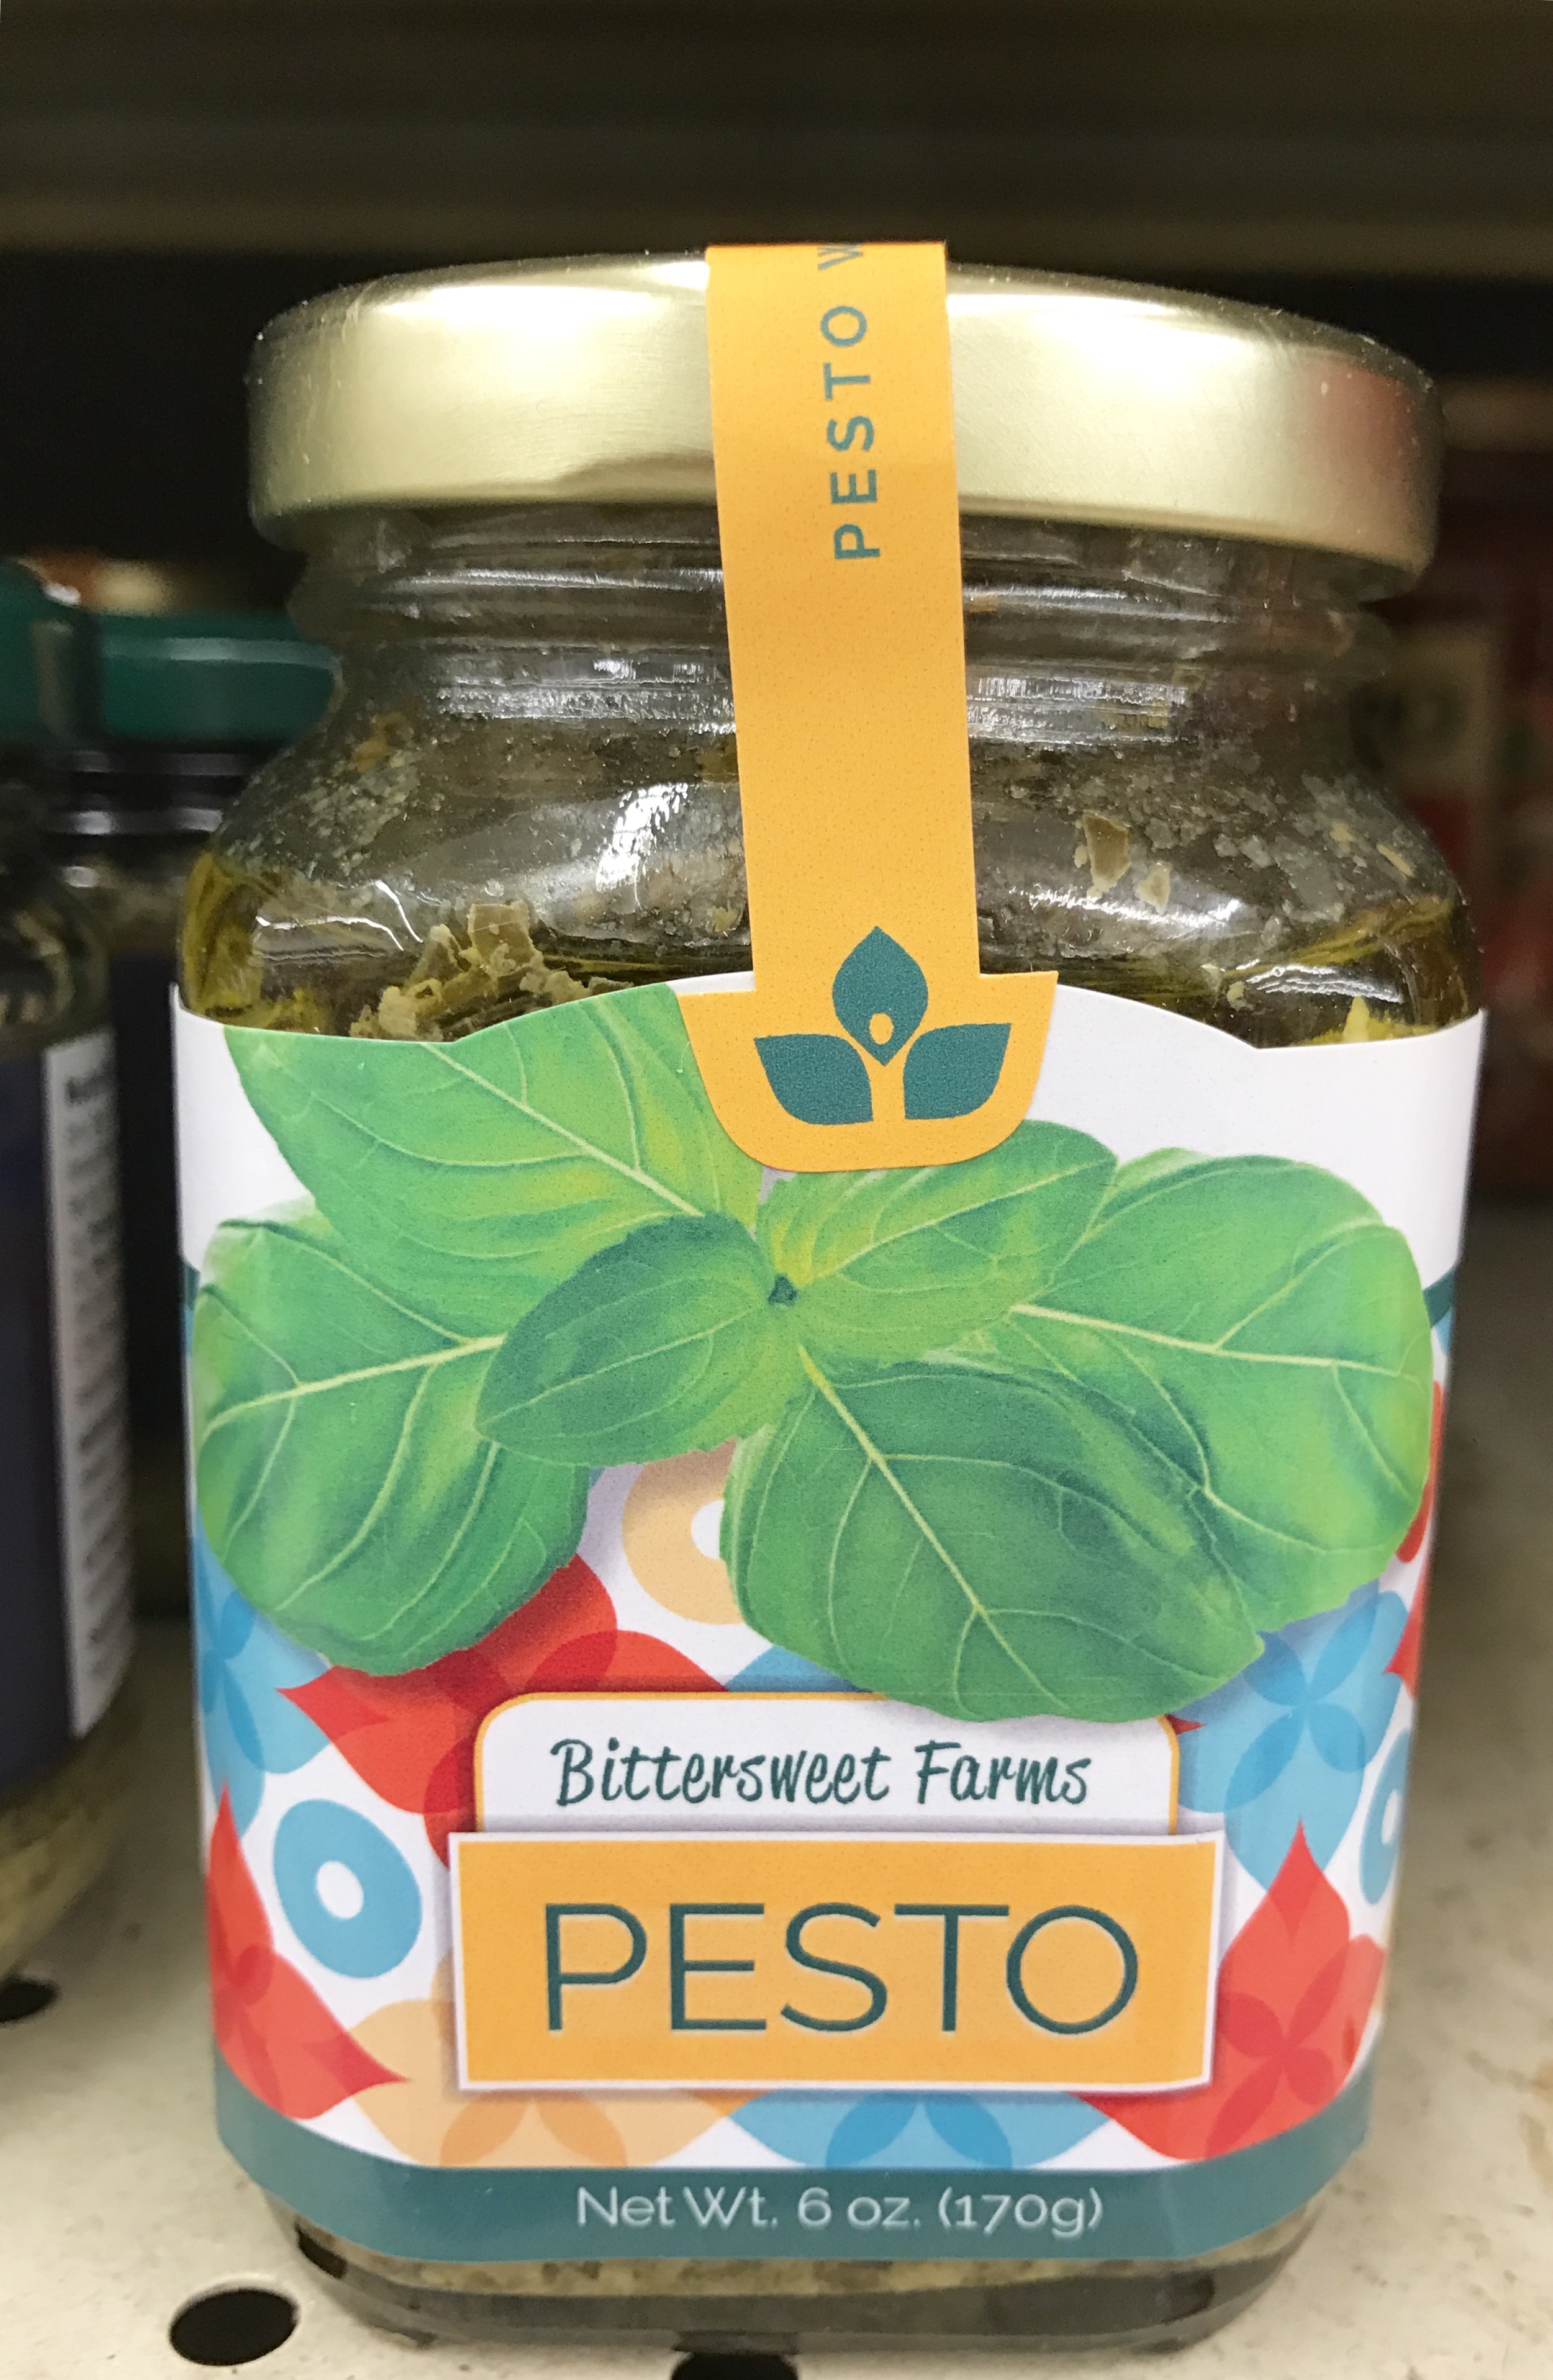 PESTO W
Bittersweet Farms
PESTO
Net Wt. 6 oz. (170g)